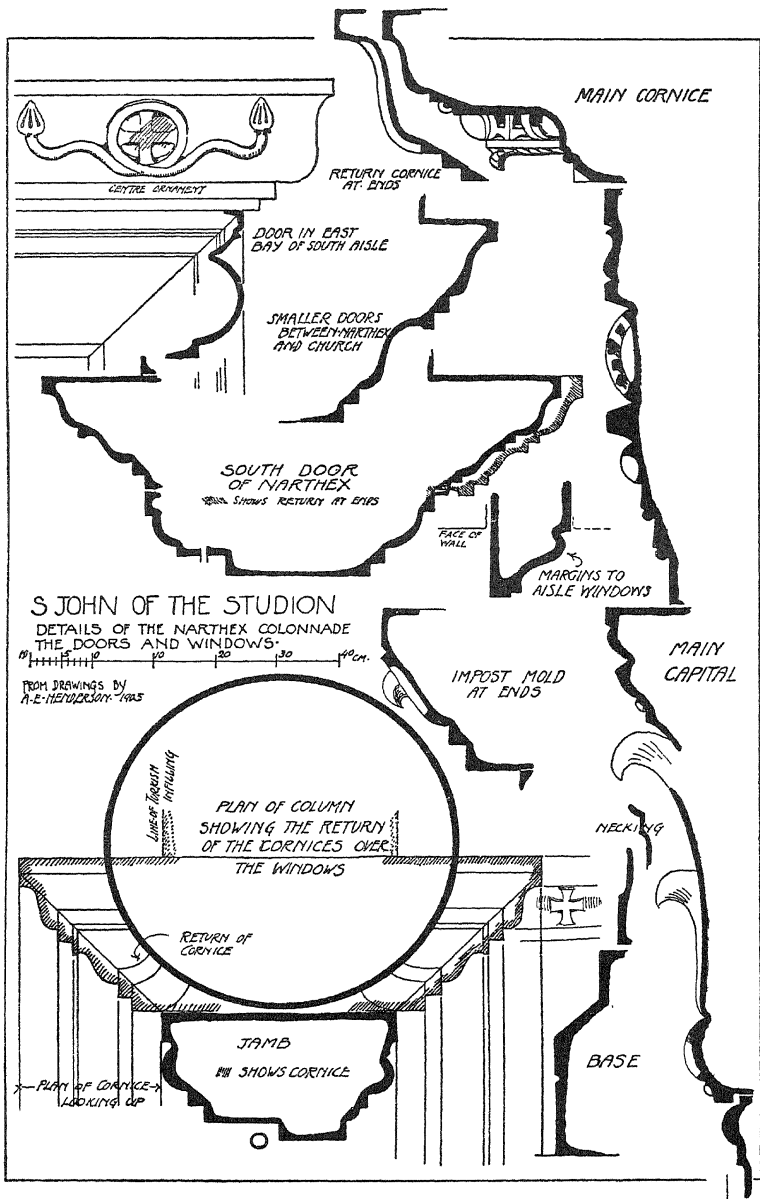 MAIN CORNICE
RETURN CORNICE
AT ENDS
CENTRE ORNAMENT
DOOR IN EAST
BAY OF SOUTH AISLE
SMALLER DOORS
BETWEEN NARTHEX
AND CHURCH
SOUTH DOOR
OF NARTHEX
SHOWS RETURN AT ENDS
FACE OF
WALL
MARGINS TO
AISLE WINDOWS
S JOHN OF THE STUDION
DETAILS OF THE NARTHEX COLONNADE
THE DOORS AND WINDOWS.
10 5 0 10 20 30 40 CM.
FROM DRAWINGS BY
A.E. HENDERSON. 1905
IMPOST MOLD
AT ENDS
MAIN
CAPITAL
LINE OF TURKISH
INFILLING
PLAN OF COLUMN
SHOWING THE RETURN
OF THE CORNICES OVER
THE WINDOWS
NECKING
RETURN OF
CORNICE
JAMB
SHOWS CORNICE
PLAN OF CORNICE
LOOKING UP
BASE